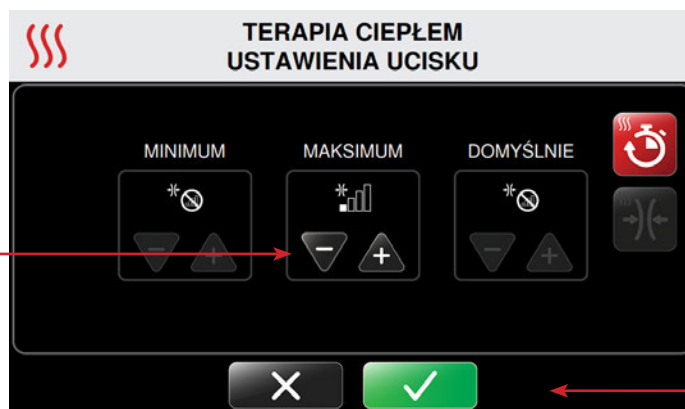 TERAPIA CIEPŁEM
USTAWIENIA UCISKU
MINIMUM MAKSIMUM DOMYŚLNIE